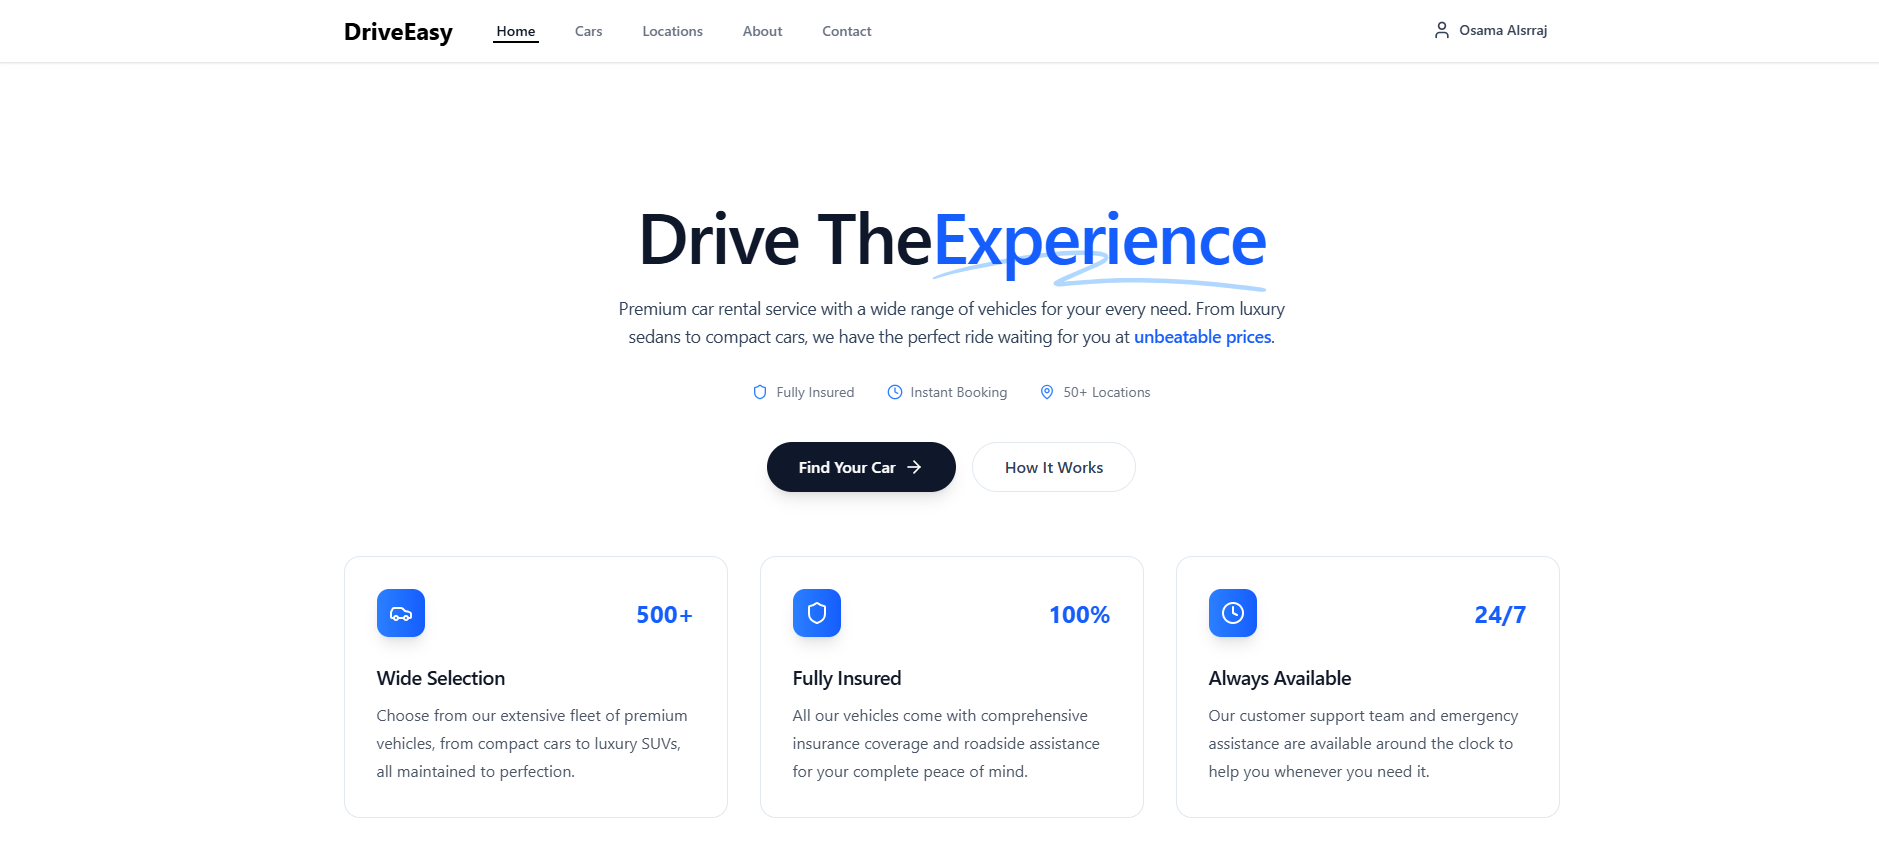 DriveEasy
Home
Cars
Locations
About
Contact
Osama Alsrraj
Drive TheExperience
Premium car rental service with a wide range of vehicles for your every need. From luxury
sedans to compact cars, we have the perfect ride waiting for you at unbeatable prices.
Fully Insured
Instant Booking
50+ Locations
Find Your Car
How It Works
500+
Wide Selection
Choose from our extensive fleet of premium
vehicles, from compact cars to luxury SUVs,
all maintained to perfection.
100%
Fully Insured
All our vehicles come with comprehensive
insurance coverage and roadside assistance
for your complete peace of mind.
24/7
Always Available
Our customer support team and emergency
assistance are available around the clock to
help you whenever you need it.